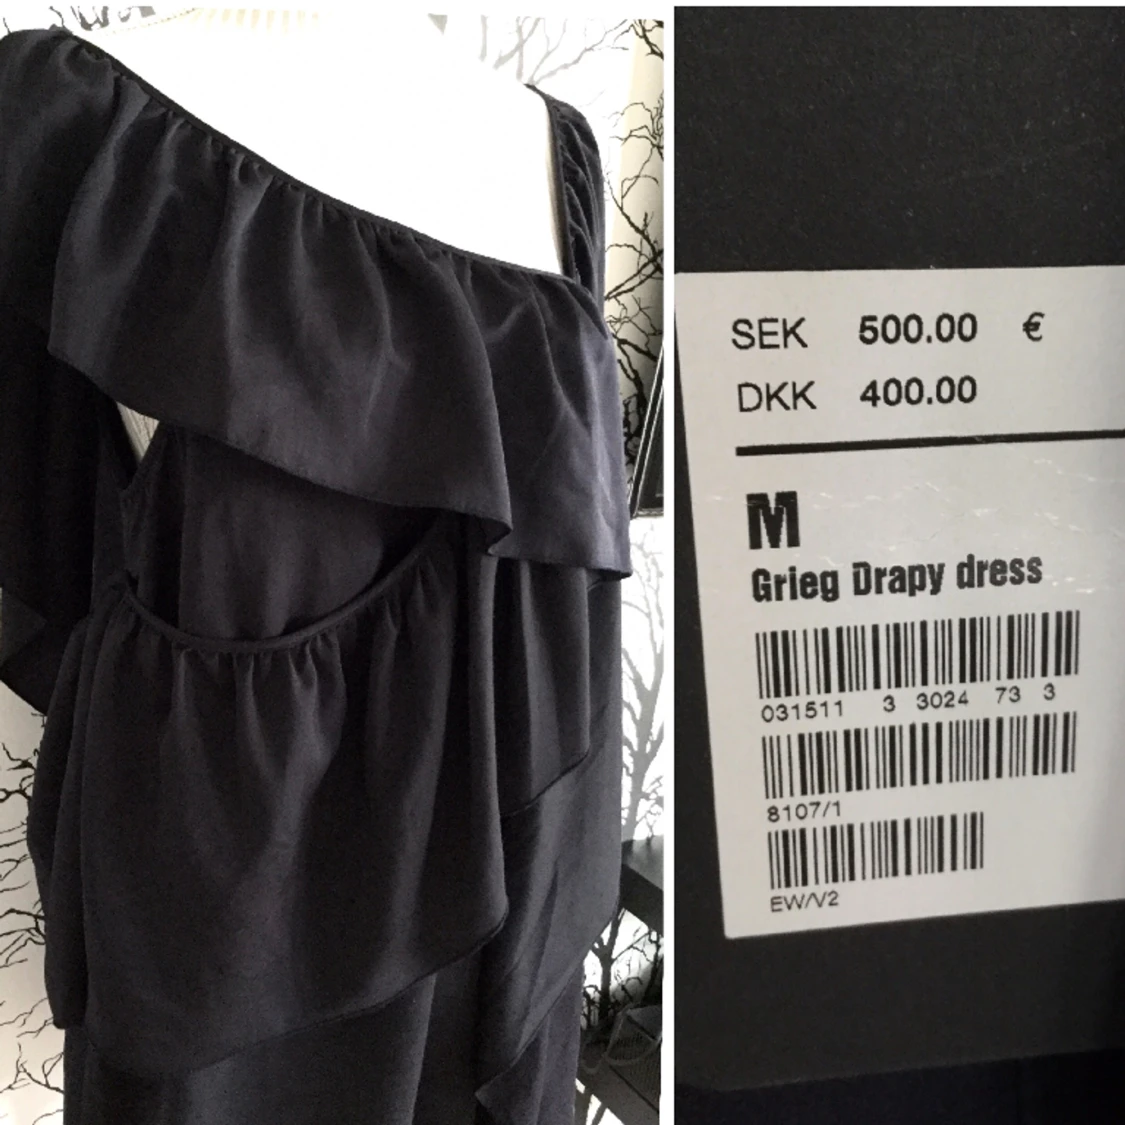 SEK 500.00 €
DKK 400.00
M
Grieg Drapy dress
031511 3 3024 73 3
8107/1
EW/V2